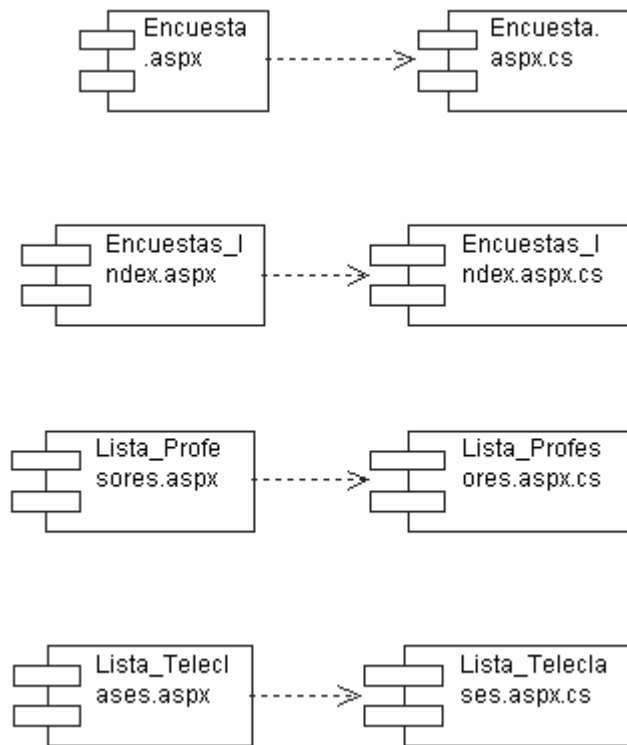 Encuesta
.aspx
Encuesta.
aspx.cs
Encuestas_I
ndex.aspx
Encuestas_I
ndex.aspx.cs
Lista_Profe
sores.aspx
Lista_Profes
ores.aspx.cs
Lista_Telecl
ases.aspx
Lista_Telecla
ses.aspx.cs